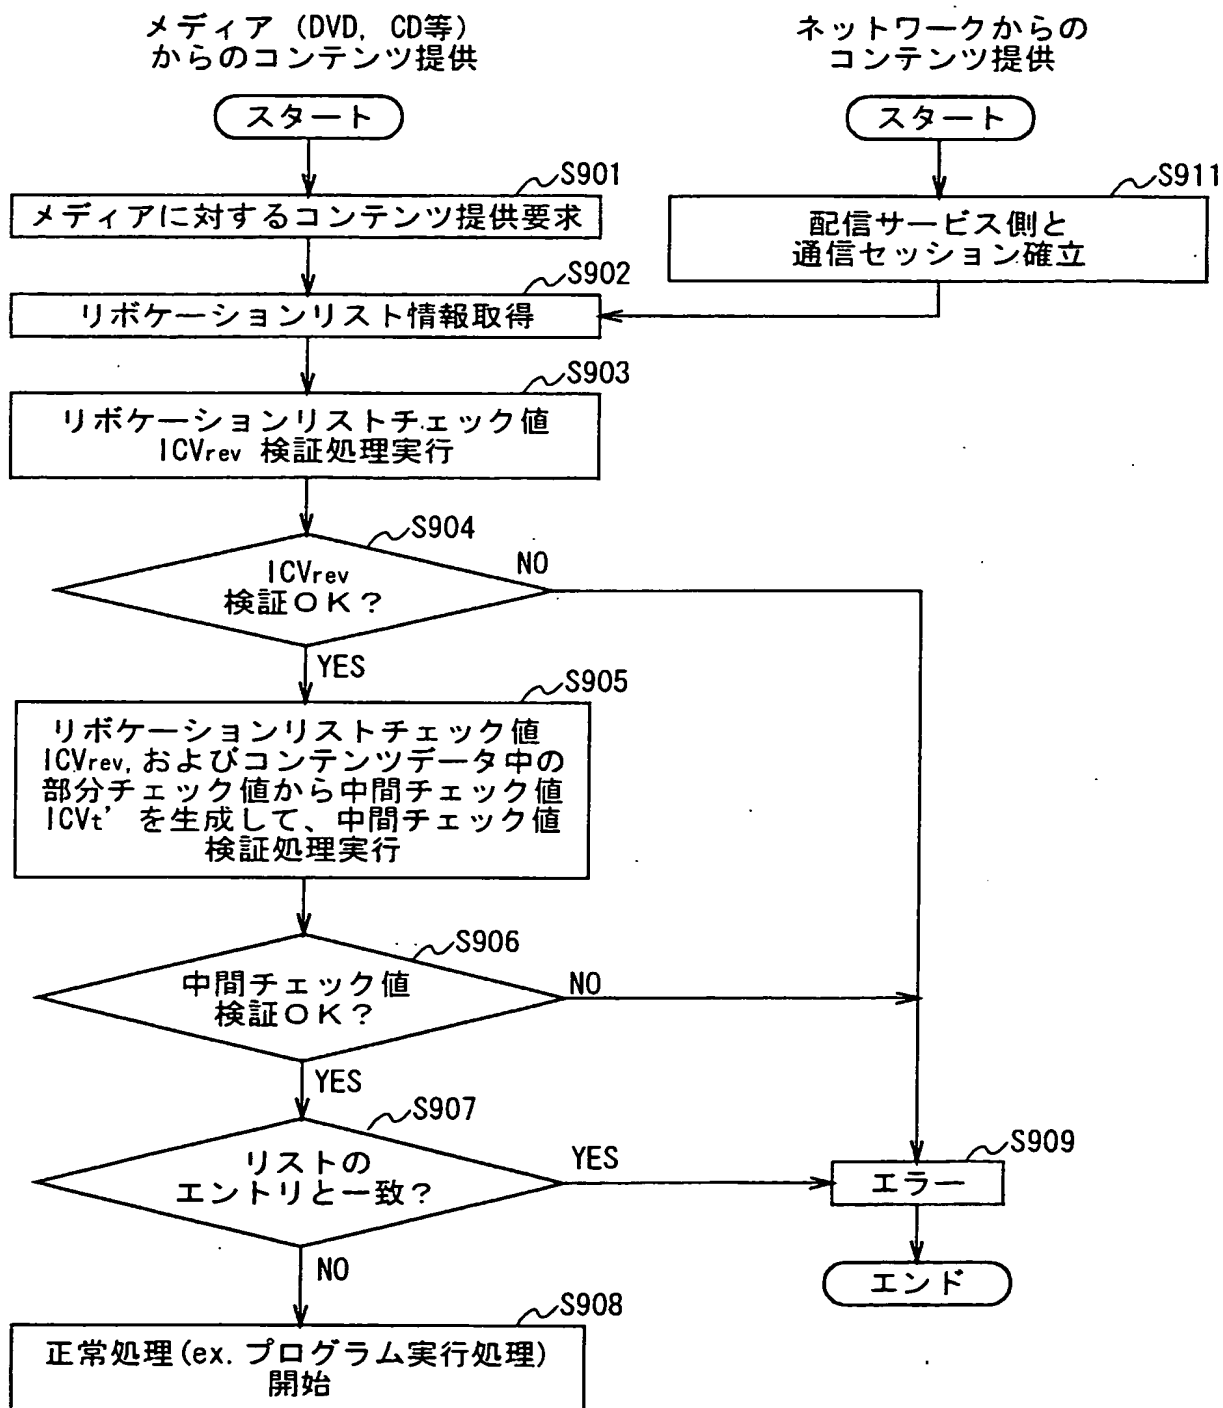 メディア (DVD, CD等)
からのコンテンツ提供
ネットワークからの
コンテンツ提供
スタート
スタート
S901
メディアに対するコンテンツ提供要求
S911
配信サービス側と
通信セッション確立
S902
リボケーションリスト情報取得
S903
リボケーションリストチェック値
ICVrev 検証処理実行
S904
ICVrev
検証OK?
NO
YES
S905
リボケーションリストチェック値
ICVrev, およびコンテンツデータ中の
部分チェック値から中間チェック値
ICVt' を生成して、中間チェック値
検証処理実行
S906
中間チェック値
検証OK?
NO
YES
S907
リストの
エントリと一致?
YES
S909
エラー
エンド
NO
S908
正常処理(ex. プログラム実行処理)
開始